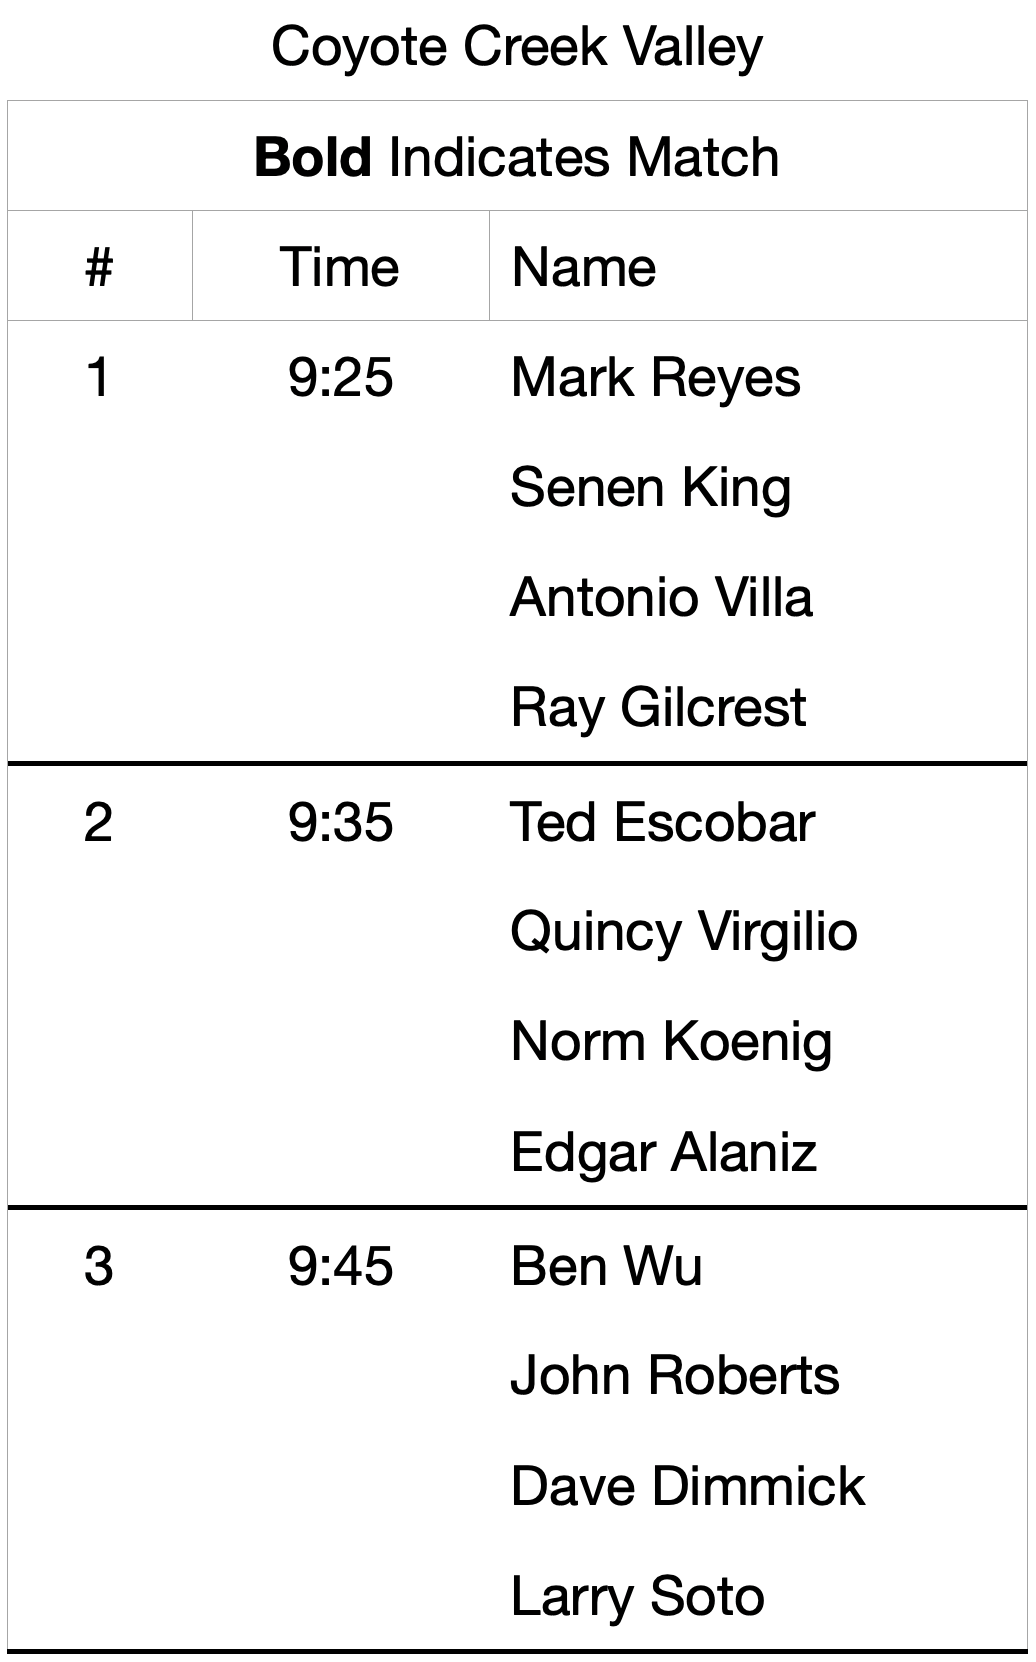 Coyote Creek Valley
Bold Indicates Match
# Time Name
1 9:25 Mark Reyes
Senen King
Antonio Villa
Ray Gilcrest
2 9:35 Ted Escobar
Quincy Virgilio
Norm Koenig
Edgar Alaniz
3 9:45 Ben Wu
John Roberts
Dave Dimmick
Larry Soto